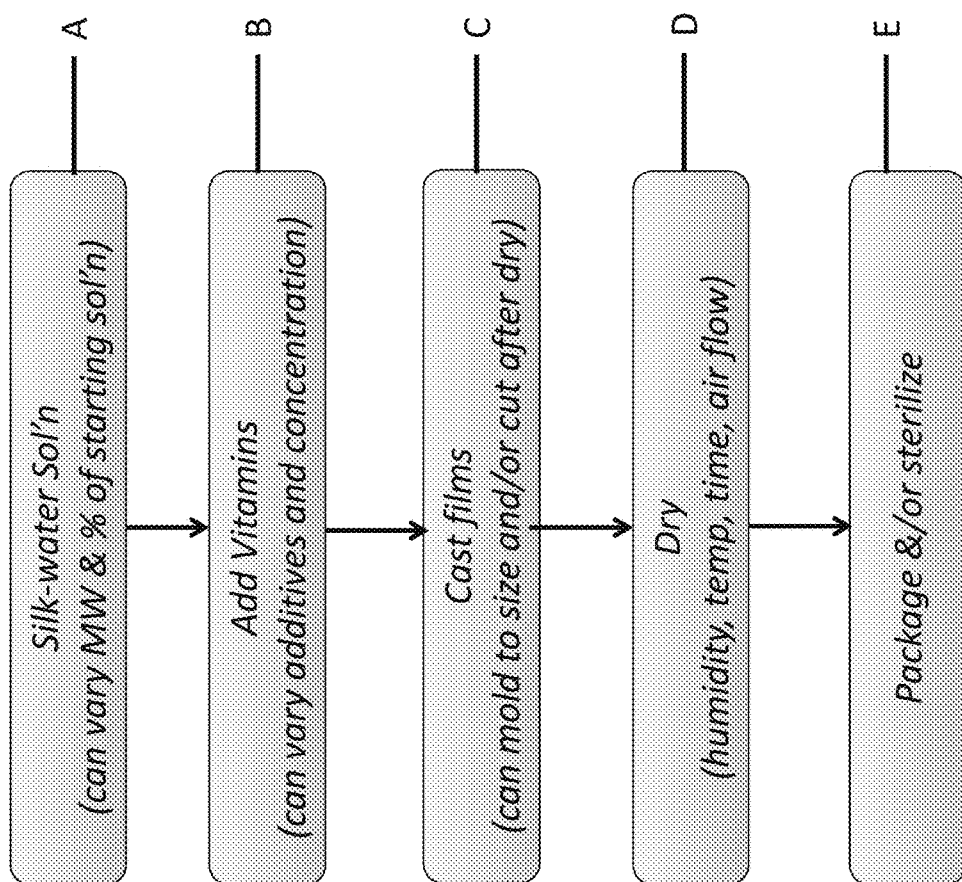 Silk-water Sol'n
(can vary MW & % of starting sol'n)
A
Add Vitamins
(can vary additives and concentration)
B
Cast films
(can mold to size and/or cut after dry)
C
Dry
(humidity, temp, time, air flow)
D
Package &/or sterilize
E